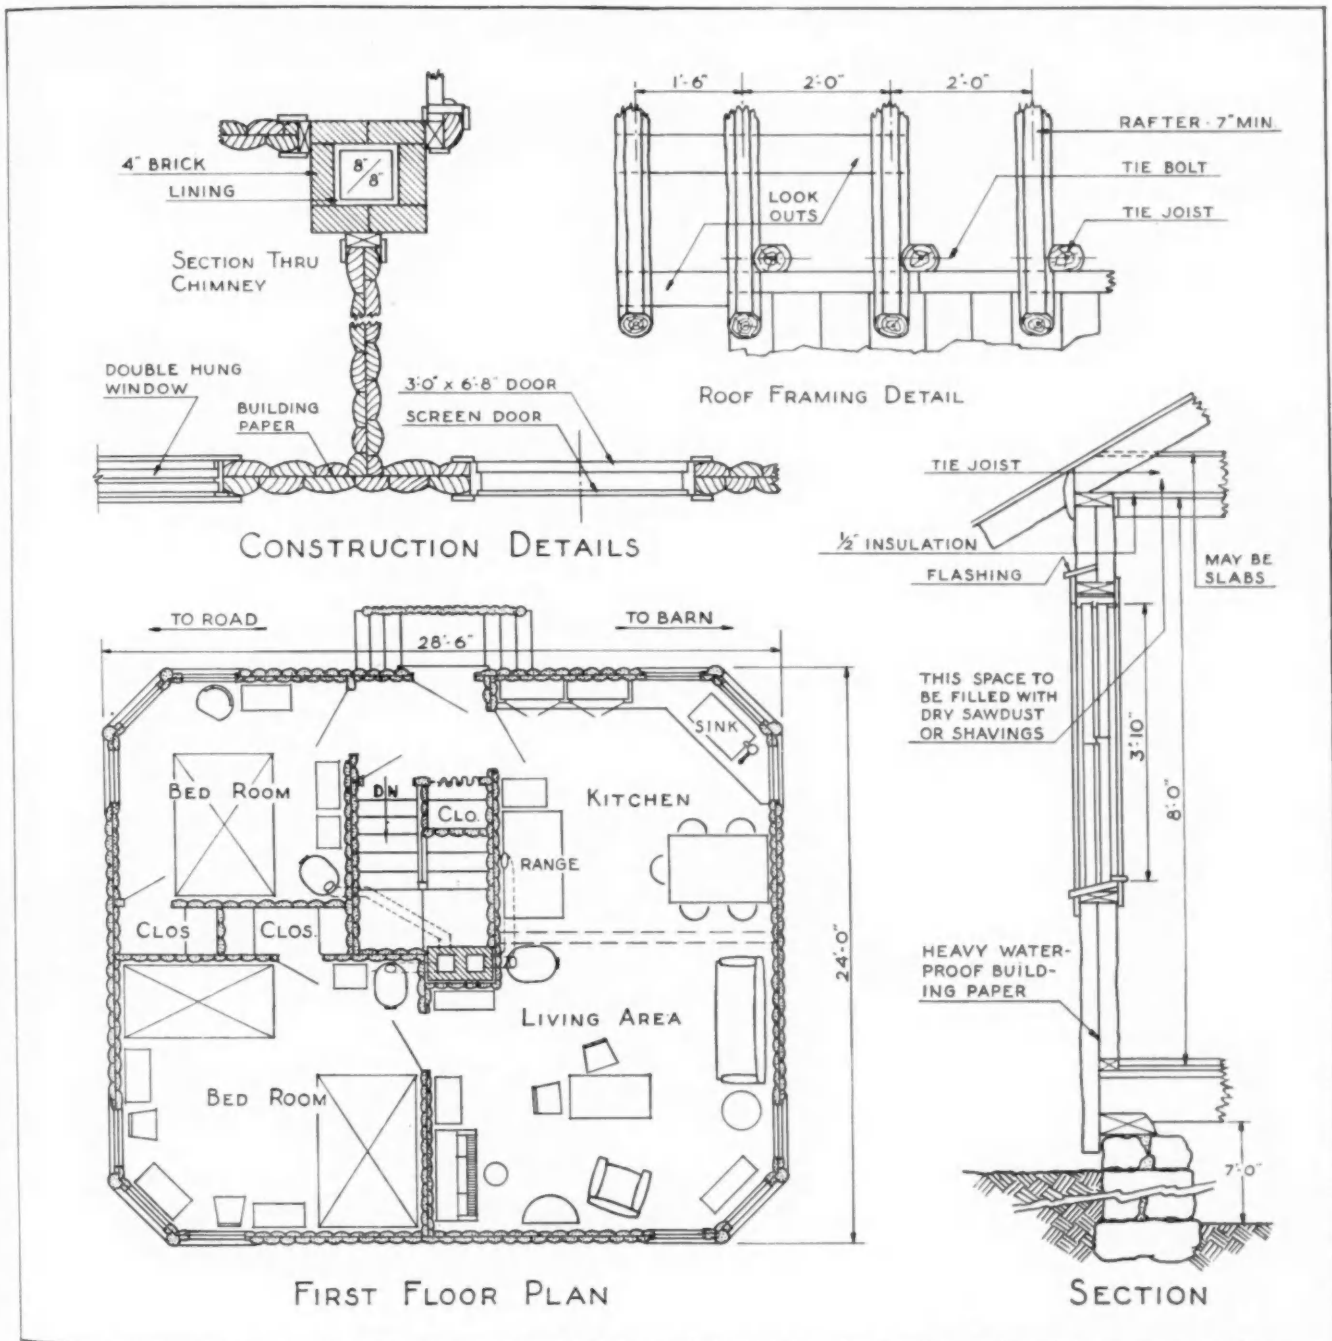 4" BRICK
LINING
8"
8"
SECTION THRU
CHIMNEY
DOUBLE HUNG
WINDOW
BUILDING
PAPER
3'-0" x 6'-8" DOOR
SCREEN DOOR
CONSTRUCTION DETAILS
1'-6"
2'-0"
2'-0"
RAFTER - 7" MIN.
TIE BOLT
TIE JOIST
LOOK
OUTS
ROOF FRAMING DETAIL
TIE JOIST
½" INSULATION
FLASHING
MAY BE
SLABS
THIS SPACE TO
BE FILLED WITH
DRY SAWDUST
OR SHAVINGS
3'-10"
8'-0"
HEAVY WATER-
PROOF BUILD-
ING PAPER
7'-0"
SECTION
TO ROAD
28'-6"
TO BARN
SINK
BED ROOM
DN
CLO.
KITCHEN
RANGE
CLOS
CLOS.
24'-0"
LIVING AREA
BED ROOM
FIRST FLOOR PLAN